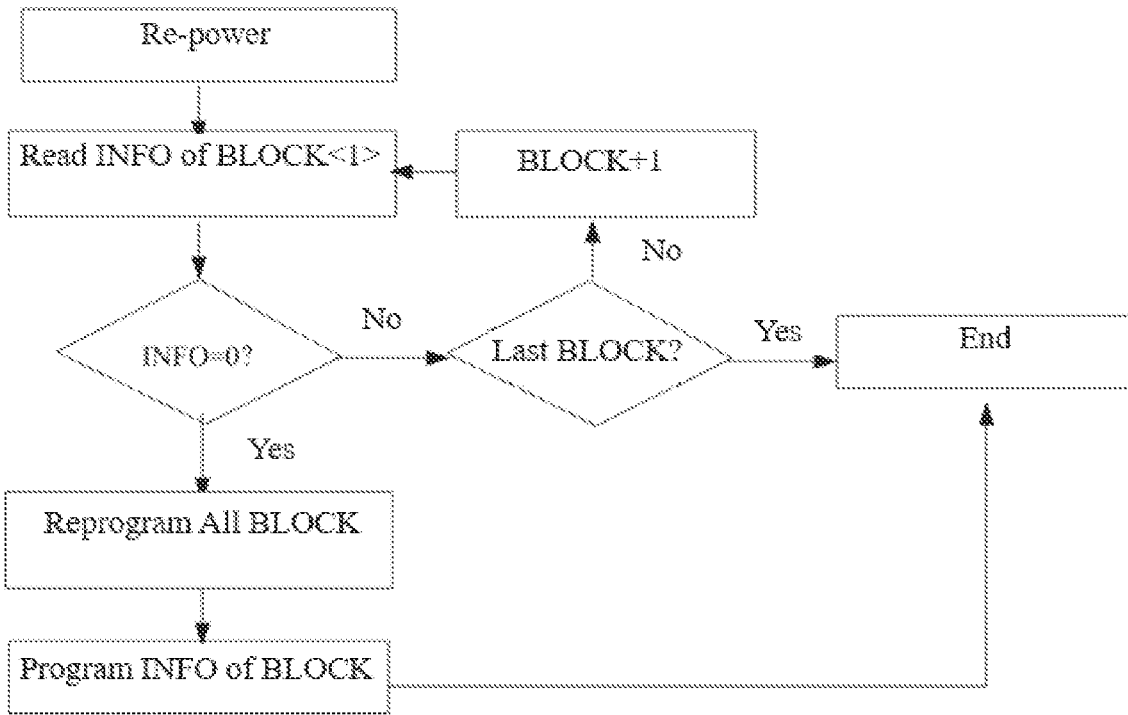 Re-power
Read INFO of BLOCK<1>
BLOCK+1
No
INFO=0?
No
Last BLOCK?
Yes
End
Yes
Reprogram All BLOCK
Program INFO of BLOCK